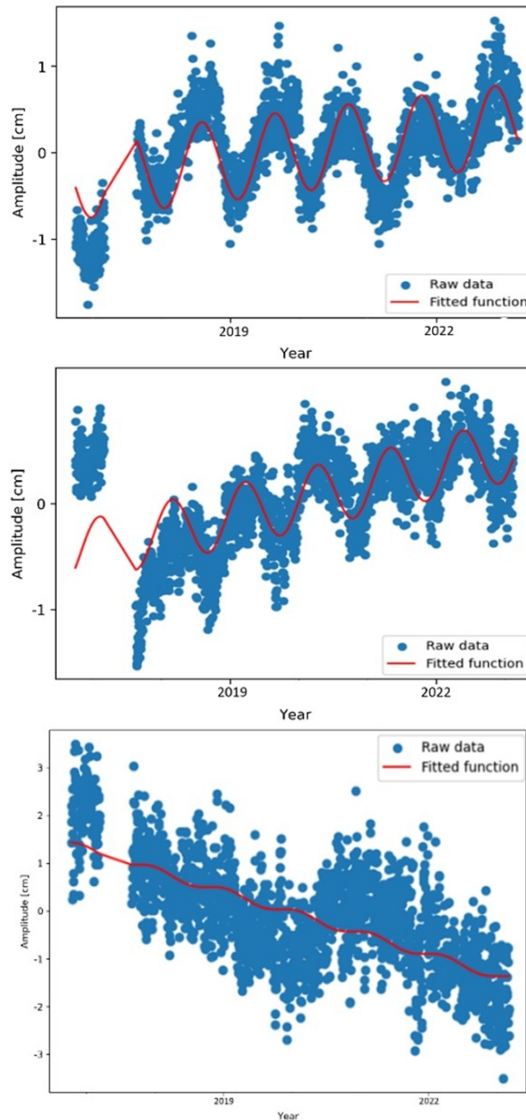 1
0
-1
Amplitude [cm]
Raw data
Fitted function
2019
2022
Year
0
-1
Amplitude [cm]
Raw data
Fitted function
2019
2022
Year
3
2
1
0
-1
-2
-3
Amplitude [cm]
Raw data
Fitted function
2019
2022
Year